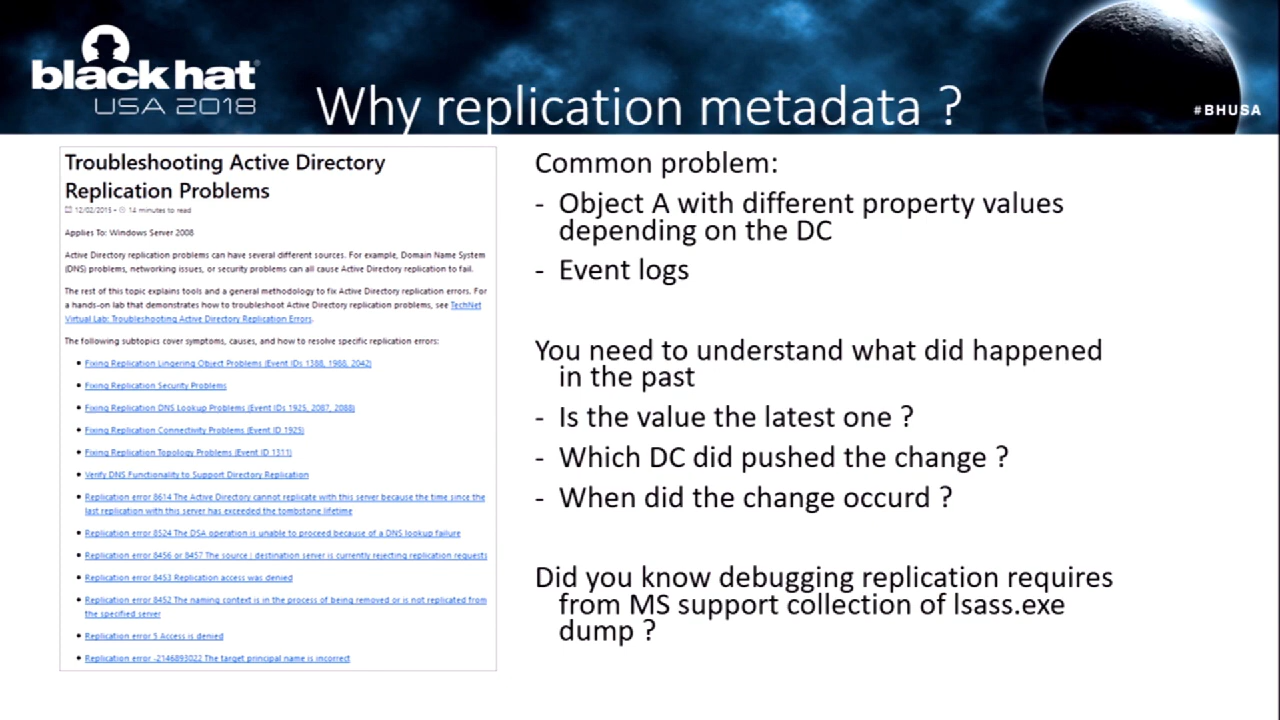 black hat
USA 2018
Why replication metadata ?
#BHUSA
Troubleshooting Active Directory
Replication Problems
12/02/2015 • 14 minutes to read
Applies To: Windows Server 2008
Active Directory replication problems can have several different sources. For example, Domain Name System
(DNS) problems, networking issues, or security problems can all cause Active Directory replication to fail.
The rest of this topic explains tools and a general methodology to fix Active Directory replication errors. For
a hands-on lab that demonstrates how to troubleshoot Active Directory replication problems, see TechNet
Virtual Lab: Troubleshooting Active Directory Replication Errors.
The following subtopics cover symptoms, causes, and how to resolve specific replication errors:
• Fixing Replication Lingering Object Problems (Event IDs 1388, 1988, 2042)
• Fixing Replication Security Problems
• Fixing Replication DNS Lookup Problems (Event IDs 1925, 2087, 2088)
• Fixing Replication Connectivity Problems (Event ID 1925)
• Fixing Replication Topology Problems (Event ID 1311)
• Verify DNS Functionality to Support Directory Replication
• Replication error 8614 The Active Directory cannot replicate with this server because the time since the
last replication with this server has exceeded the tombstone lifetime
• Replication error 8524 The DSA operation is unable to proceed because of a DNS lookup failure
• Replication error 8456 or 8457 The source | destination server is currently rejecting replication requests
• Replication error 8453 Replication access was denied
• Replication error 8452 The naming context is in the process of being removed or is not replicated from
the specified server
• Replication error 5 Access is denied
• Replication error -2146893022 The target principal name is incorrect
Common problem:
- Object A with different property values
depending on the DC
- Event logs
You need to understand what did happened
in the past
- Is the value the latest one ?
- Which DC did pushed the change ?
- When did the change occurd ?
Did you know debugging replication requires
from MS support collection of lsass.exe
dump ?